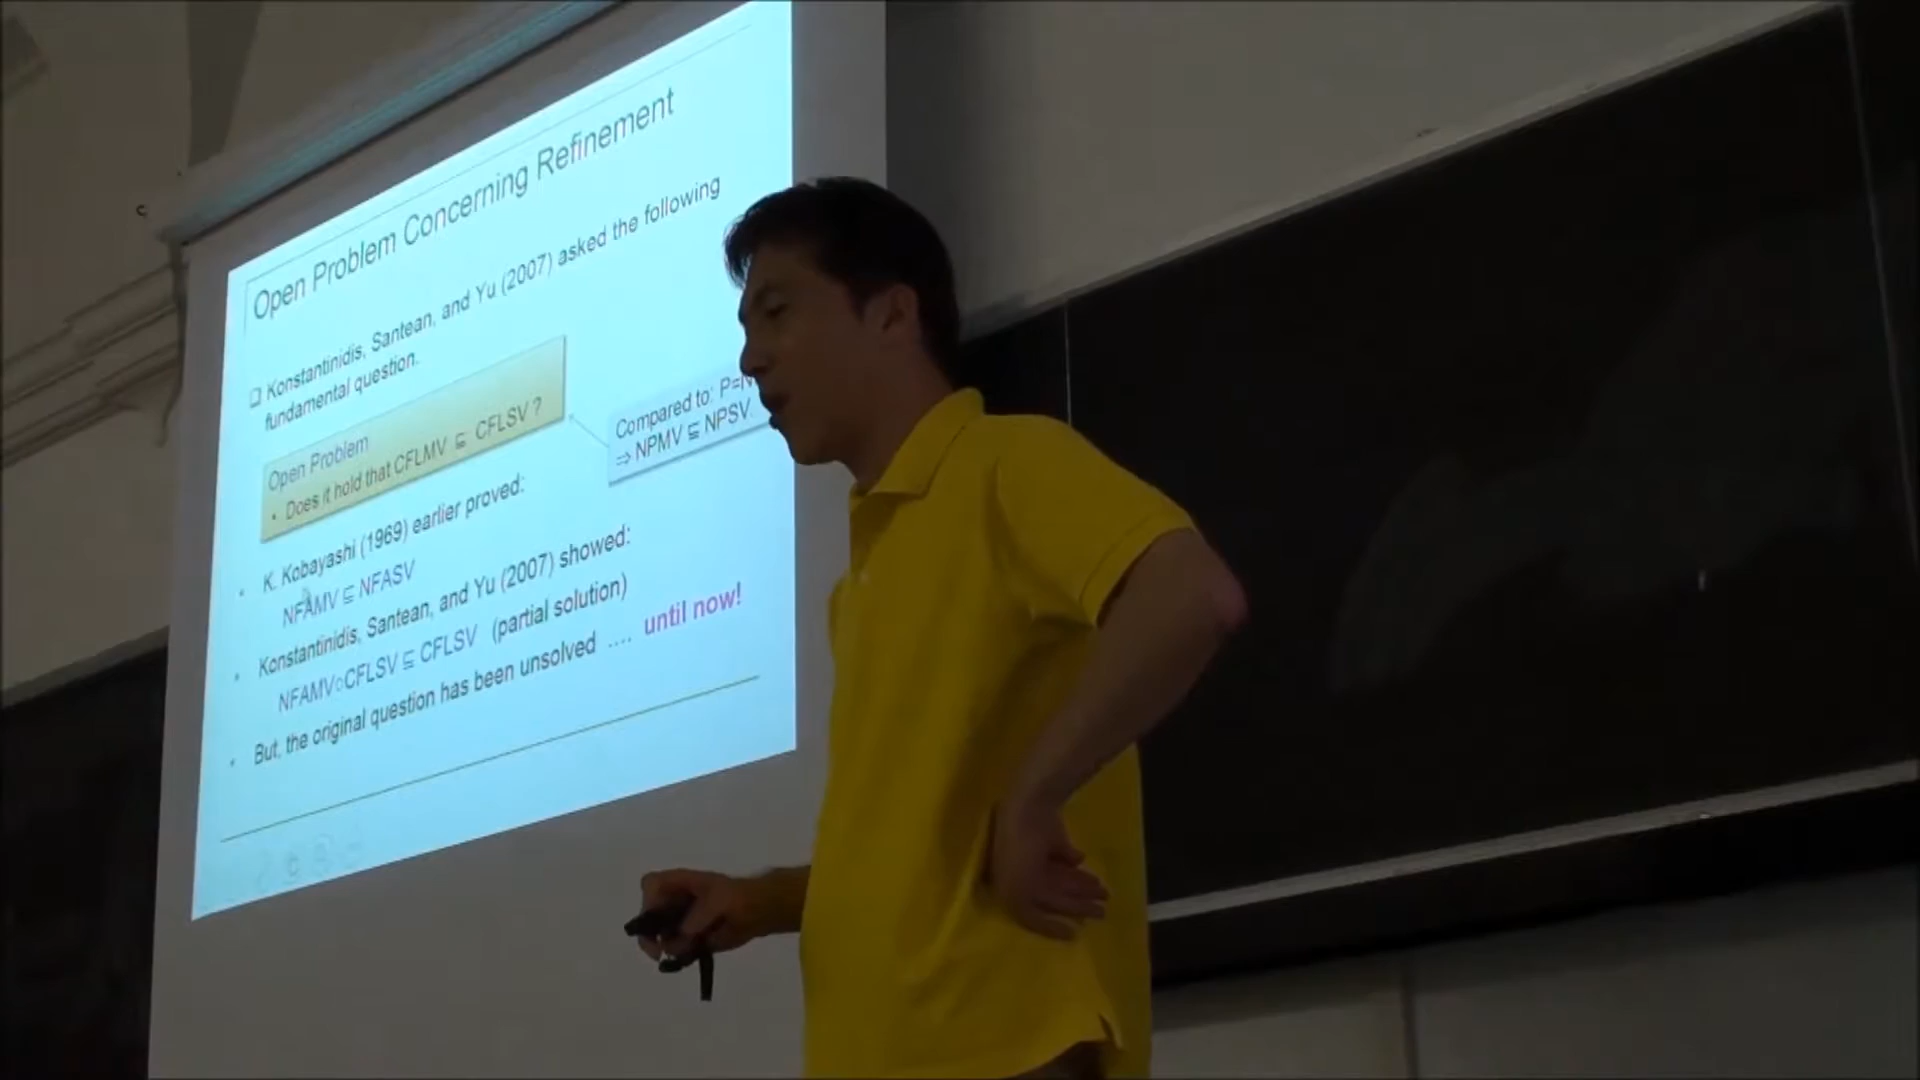 Open Problem Concerning Refinement
❑ Konstantinidis, Santean, and Yu (2007) asked the following
fundamental question.
Open Problem
• Does it hold that CFLMV ⊑ CFLSV ?
Compared to: P=N
⇒ NPMV ⊑ NPSV.
• K. Kobayashi (1969) earlier proved:
NFAMV ⊑ NFASV
• Konstantinidis, Santean, and Yu (2007) showed:
NFAMV○CFLSV ⊑ CFLSV (partial solution)
• But, the original question has been unsolved …. until now!